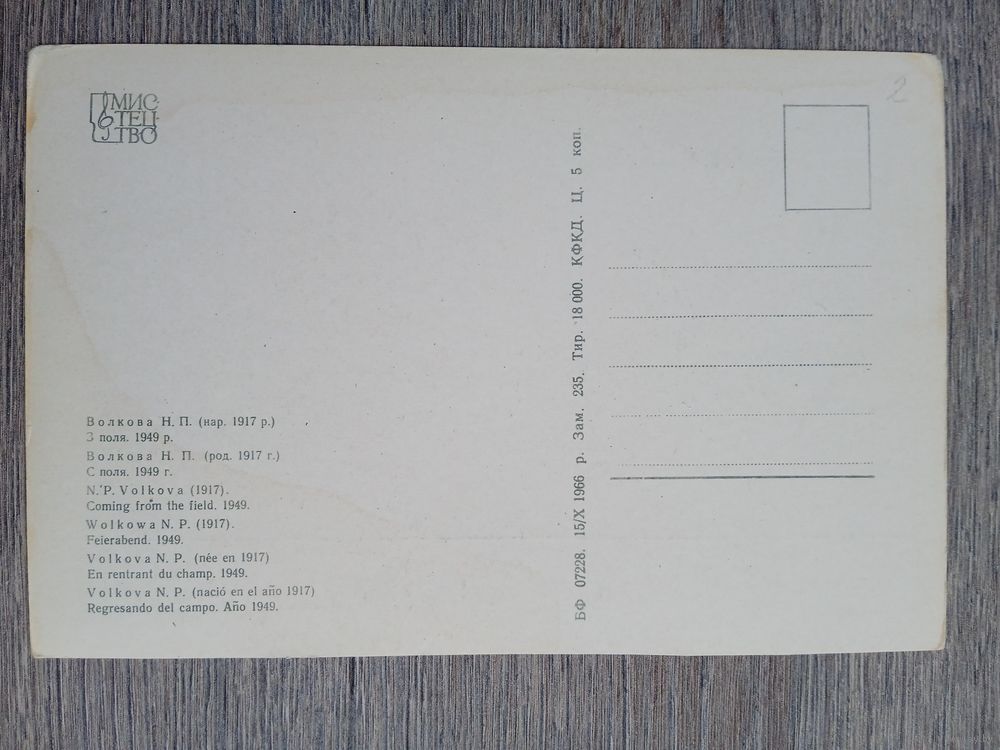 МИС-
ТЕЦ-
ТВО
2
Волкова Н. П. (нар. 1917 р.)
З поля. 1949 р.
Волкова Н. П. (род. 1917 г.)
С поля. 1949 г.
N. P. Volkova (1917).
Coming from the field. 1949.
Wolkowa N. P. (1917).
Feierabend. 1949.
Volkova N. P. (née en 1917)
En rentrant du champ. 1949.
Volkova N. P. (nació en el año 1917)
Regresando del campo. Año 1949.
БФ 07228. 15/X 1966 р. Зам. 235. Тир. 18 000. КФКД. Ц. 5 коп.